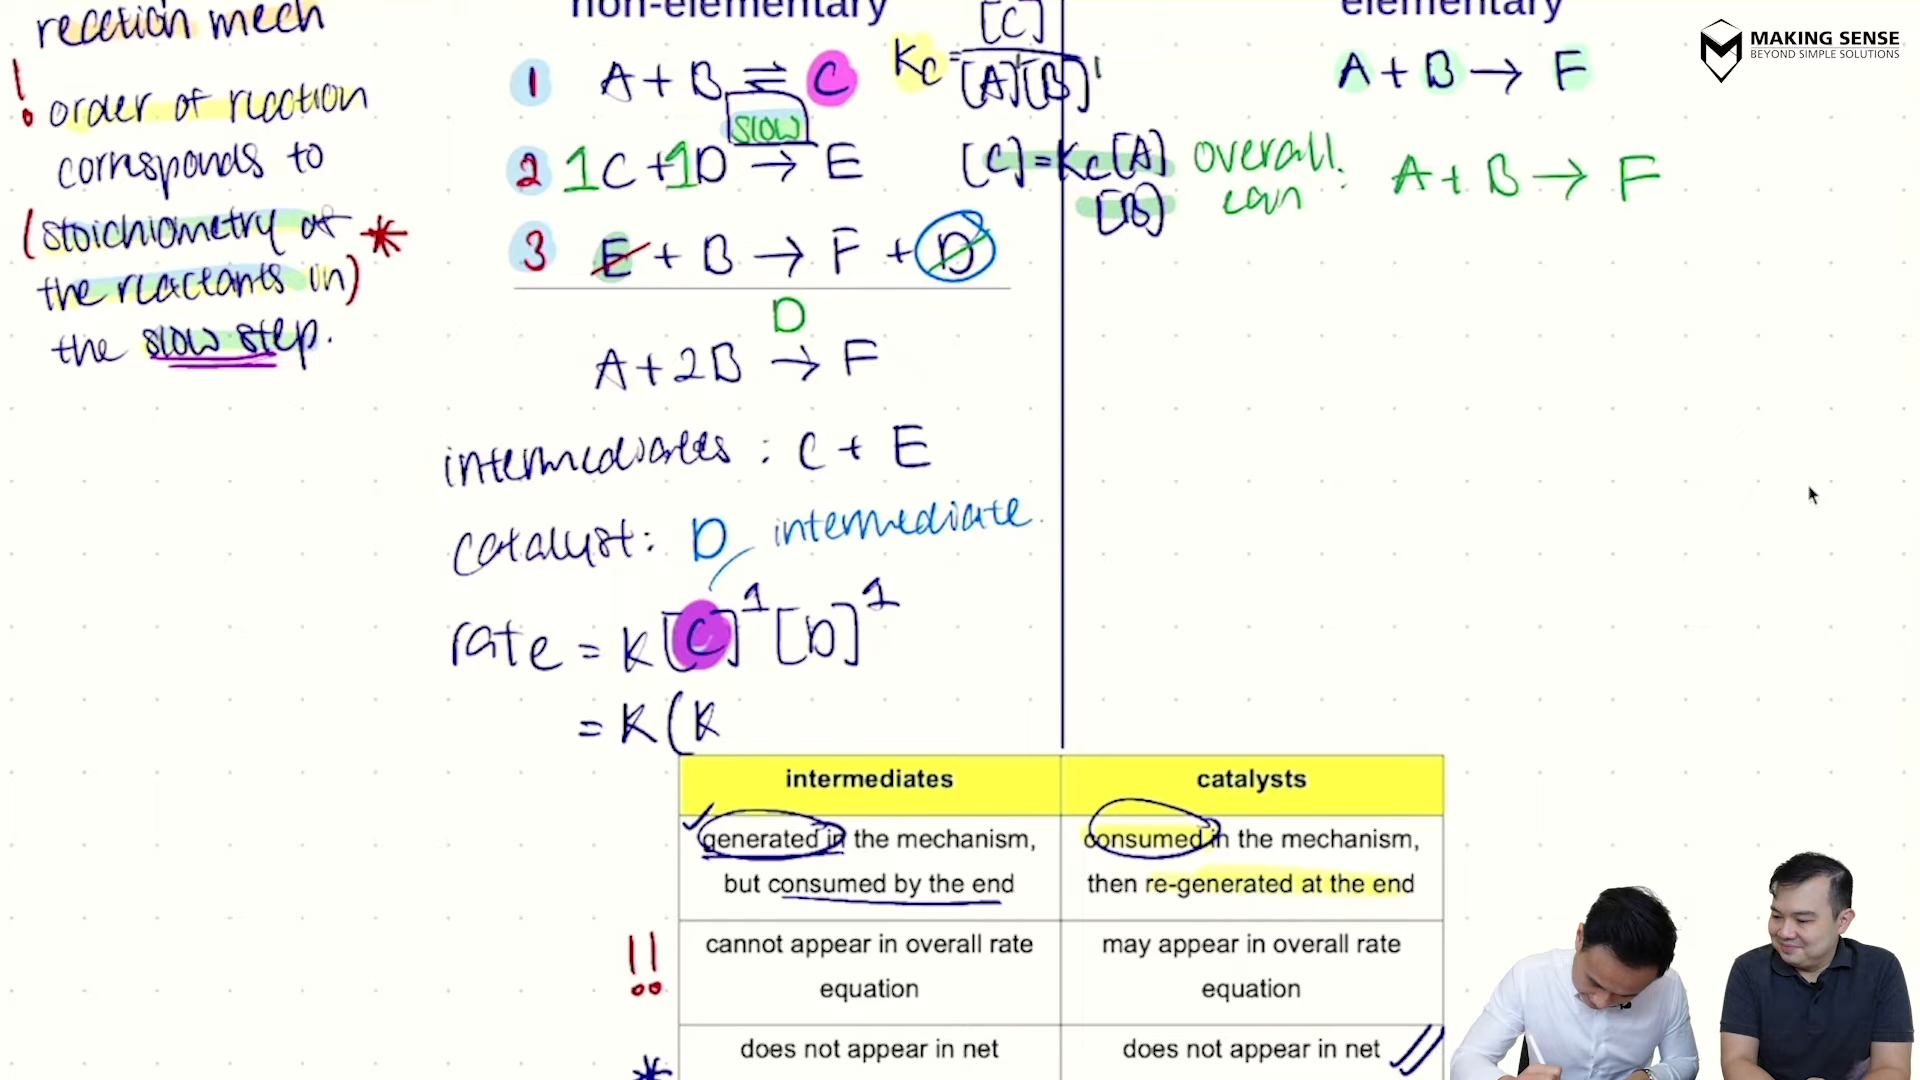 reaction mech
! order of reaction
corresponds to
(stoichiometry of *
the reactants in)
the slow step.
non-elementary
1 A + B ⇌ C
Kc = [C]
[A]¹[B]¹
slow
2 1C + 1D → E
[C] = Kc[A]
[B]
3 E + B → F + D
D
A + 2B → F
intermediates : C + E
catalyst: D intermediate.
rate = K[C]¹[D]¹
= K(K
elementary
A + B → F
overall:
eqn
A + B → F
MAKING SENSE
BEYOND SIMPLE SOLUTIONS
intermediates catalysts
generated in the mechanism, consumed in the mechanism,
but consumed by the end then re-generated at the end
!! cannot appear in overall rate may appear in overall rate
equation equation
* does not appear in net does not appear in net